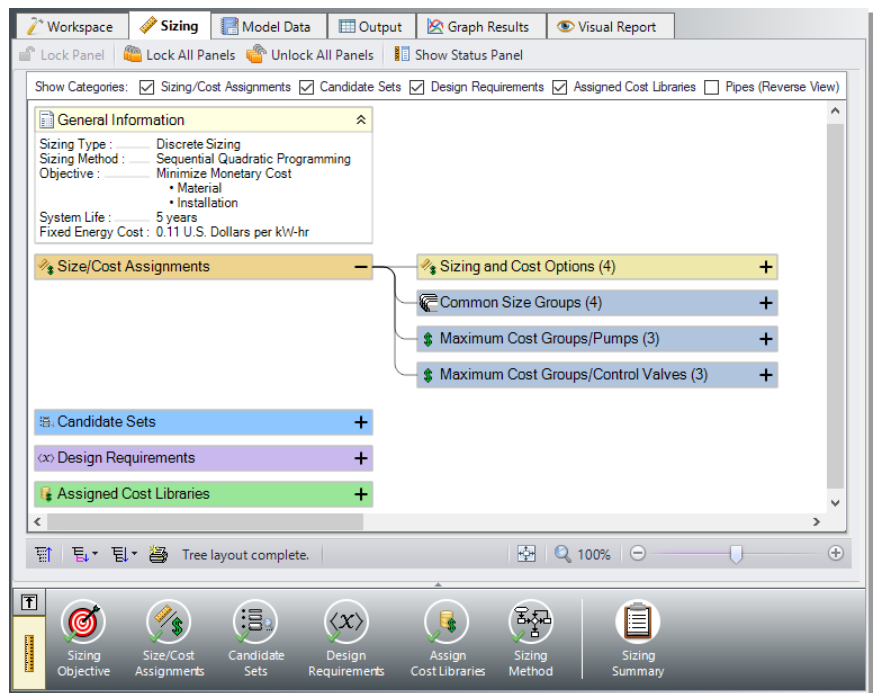 Workspace Sizing Model Data Output Graph Results Visual Report
Lock Panel Lock All Panels Unlock All Panels Show Status Panel
Show Categories: Sizing/Cost Assignments Candidate Sets Design Requirements Assigned Cost Libraries Pipes (Reverse View)
General Information
Sizing Type : Discrete Sizing
Sizing Method : Sequential Quadratic Programming
Objective : Minimize Monetary Cost
• Material
• Installation
System Life : 5 years
Fixed Energy Cost : 0.11 U.S. Dollars per kW-hr
Size/Cost Assignments
Sizing and Cost Options (4)
Common Size Groups (4)
Maximum Cost Groups/Pumps (3)
Maximum Cost Groups/Control Valves (3)
Candidate Sets
Design Requirements
Assigned Cost Libraries
Tree layout complete. 100%
Sizing Objective
Size/Cost Assignments
Candidate Sets
Design Requirements
Assign Cost Libraries
Sizing Method
Sizing Summary